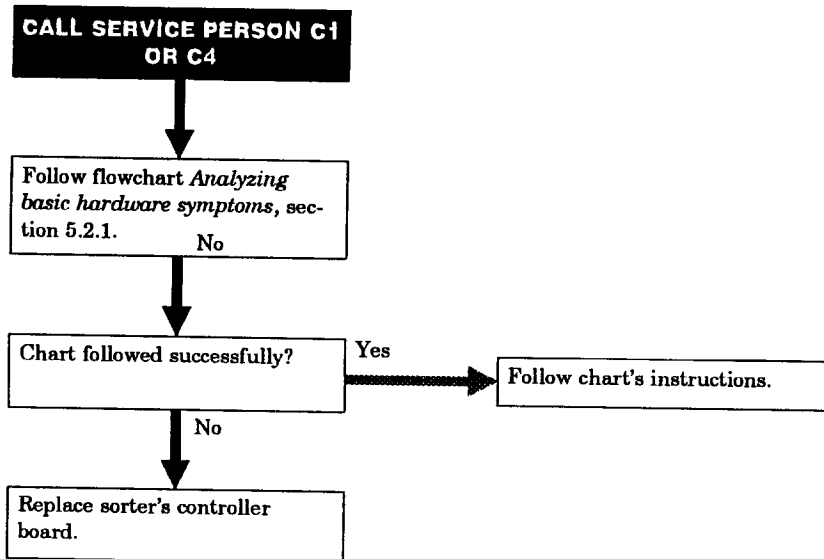 CALL SERVICE PERSON C1
OR C4
Follow flowchart Analyzing
basic hardware symptoms, sec-
tion 5.2.1.
No
Chart followed successfully?
Yes
Follow chart's instructions.
No
Replace sorter's controller
board.